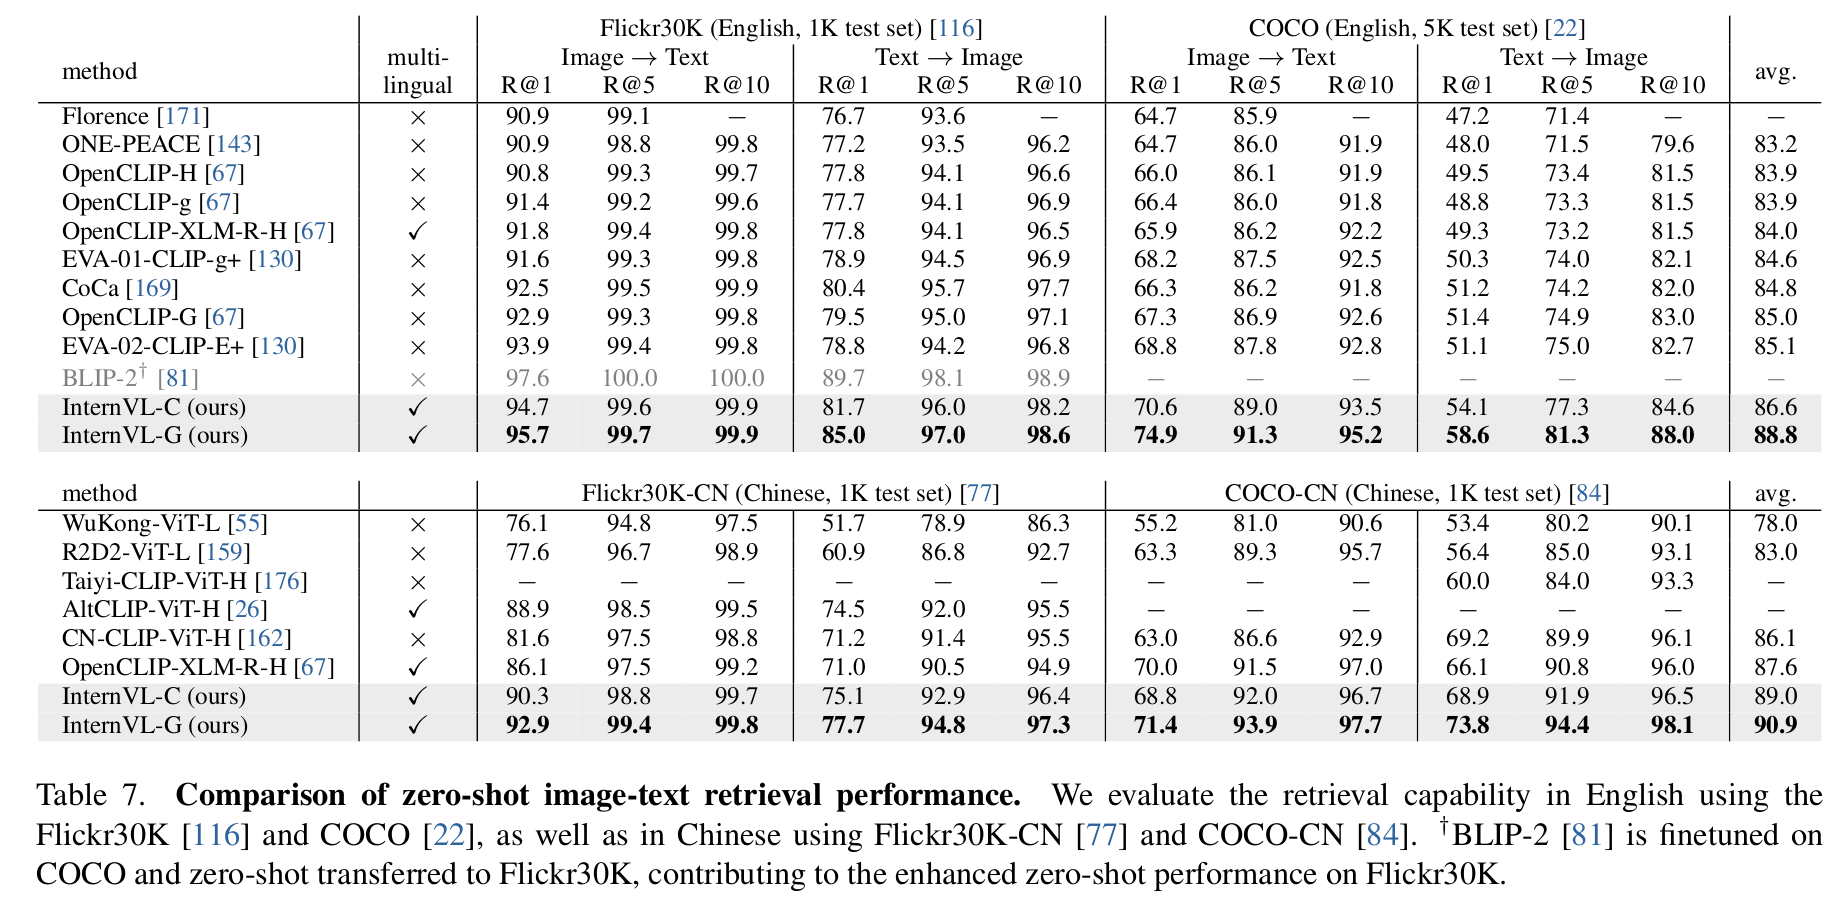 Flickr30K (English, 1K test set) [116] COCO (English, 5K test set) [22]
method multi- Image → Text Text → Image Image → Text Text → Image avg.
lingual R@1 R@5 R@10 R@1 R@5 R@10 R@1 R@5 R@10 R@1 R@5 R@10
Florence [171] × 90.9 99.1 – 76.7 93.6 – 64.7 85.9 – 47.2 71.4 – –
ONE-PEACE [143] × 90.9 98.8 99.8 77.2 93.5 96.2 64.7 86.0 91.9 48.0 71.5 79.6 83.2
OpenCLIP-H [67] × 90.8 99.3 99.7 77.8 94.1 96.6 66.0 86.1 91.9 49.5 73.4 81.5 83.9
OpenCLIP-g [67] × 91.4 99.2 99.6 77.7 94.1 96.9 66.4 86.0 91.8 48.8 73.3 81.5 83.9
OpenCLIP-XLM-R-H [67] ✓ 91.8 99.4 99.8 77.8 94.1 96.5 65.9 86.2 92.2 49.3 73.2 81.5 84.0
EVA-01-CLIP-g+ [130] × 91.6 99.3 99.8 78.9 94.5 96.9 68.2 87.5 92.5 50.3 74.0 82.1 84.6
CoCa [169] × 92.5 99.5 99.9 80.4 95.7 97.7 66.3 86.2 91.8 51.2 74.2 82.0 84.8
OpenCLIP-G [67] × 92.9 99.3 99.8 79.5 95.0 97.1 67.3 86.9 92.6 51.4 74.9 83.0 85.0
EVA-02-CLIP-E+ [130] × 93.9 99.4 99.8 78.8 94.2 96.8 68.8 87.8 92.8 51.1 75.0 82.7 85.1
BLIP-2† [81] × 97.6 100.0 100.0 89.7 98.1 98.9 – – – – – – –
InternVL-C (ours) ✓ 94.7 99.6 99.9 81.7 96.0 98.2 70.6 89.0 93.5 54.1 77.3 84.6 86.6
InternVL-G (ours) ✓ 95.7 99.7 99.9 85.0 97.0 98.6 74.9 91.3 95.2 58.6 81.3 88.0 88.8
method Flickr30K-CN (Chinese, 1K test set) [77] COCO-CN (Chinese, 1K test set) [84] avg.
WuKong-ViT-L [55] × 76.1 94.8 97.5 51.7 78.9 86.3 55.2 81.0 90.6 53.4 80.2 90.1 78.0
R2D2-ViT-L [159] × 77.6 96.7 98.9 60.9 86.8 92.7 63.3 89.3 95.7 56.4 85.0 93.1 83.0
Taiyi-CLIP-ViT-H [176] × – – – – – – – – – 60.0 84.0 93.3 –
AltCLIP-ViT-H [26] ✓ 88.9 98.5 99.5 74.5 92.0 95.5 – – – – – – –
CN-CLIP-ViT-H [162] × 81.6 97.5 98.8 71.2 91.4 95.5 63.0 86.6 92.9 69.2 89.9 96.1 86.1
OpenCLIP-XLM-R-H [67] ✓ 86.1 97.5 99.2 71.0 90.5 94.9 70.0 91.5 97.0 66.1 90.8 96.0 87.6
InternVL-C (ours) ✓ 90.3 98.8 99.7 75.1 92.9 96.4 68.8 92.0 96.7 68.9 91.9 96.5 89.0
InternVL-G (ours) ✓ 92.9 99.4 99.8 77.7 94.8 97.3 71.4 93.9 97.7 73.8 94.4 98.1 90.9
Table 7. Comparison of zero-shot image-text retrieval performance. We evaluate the retrieval capability in English using the
Flickr30K [116] and COCO [22], as well as in Chinese using Flickr30K-CN [77] and COCO-CN [84]. †BLIP-2 [81] is finetuned on
COCO and zero-shot transferred to Flickr30K, contributing to the enhanced zero-shot performance on Flickr30K.